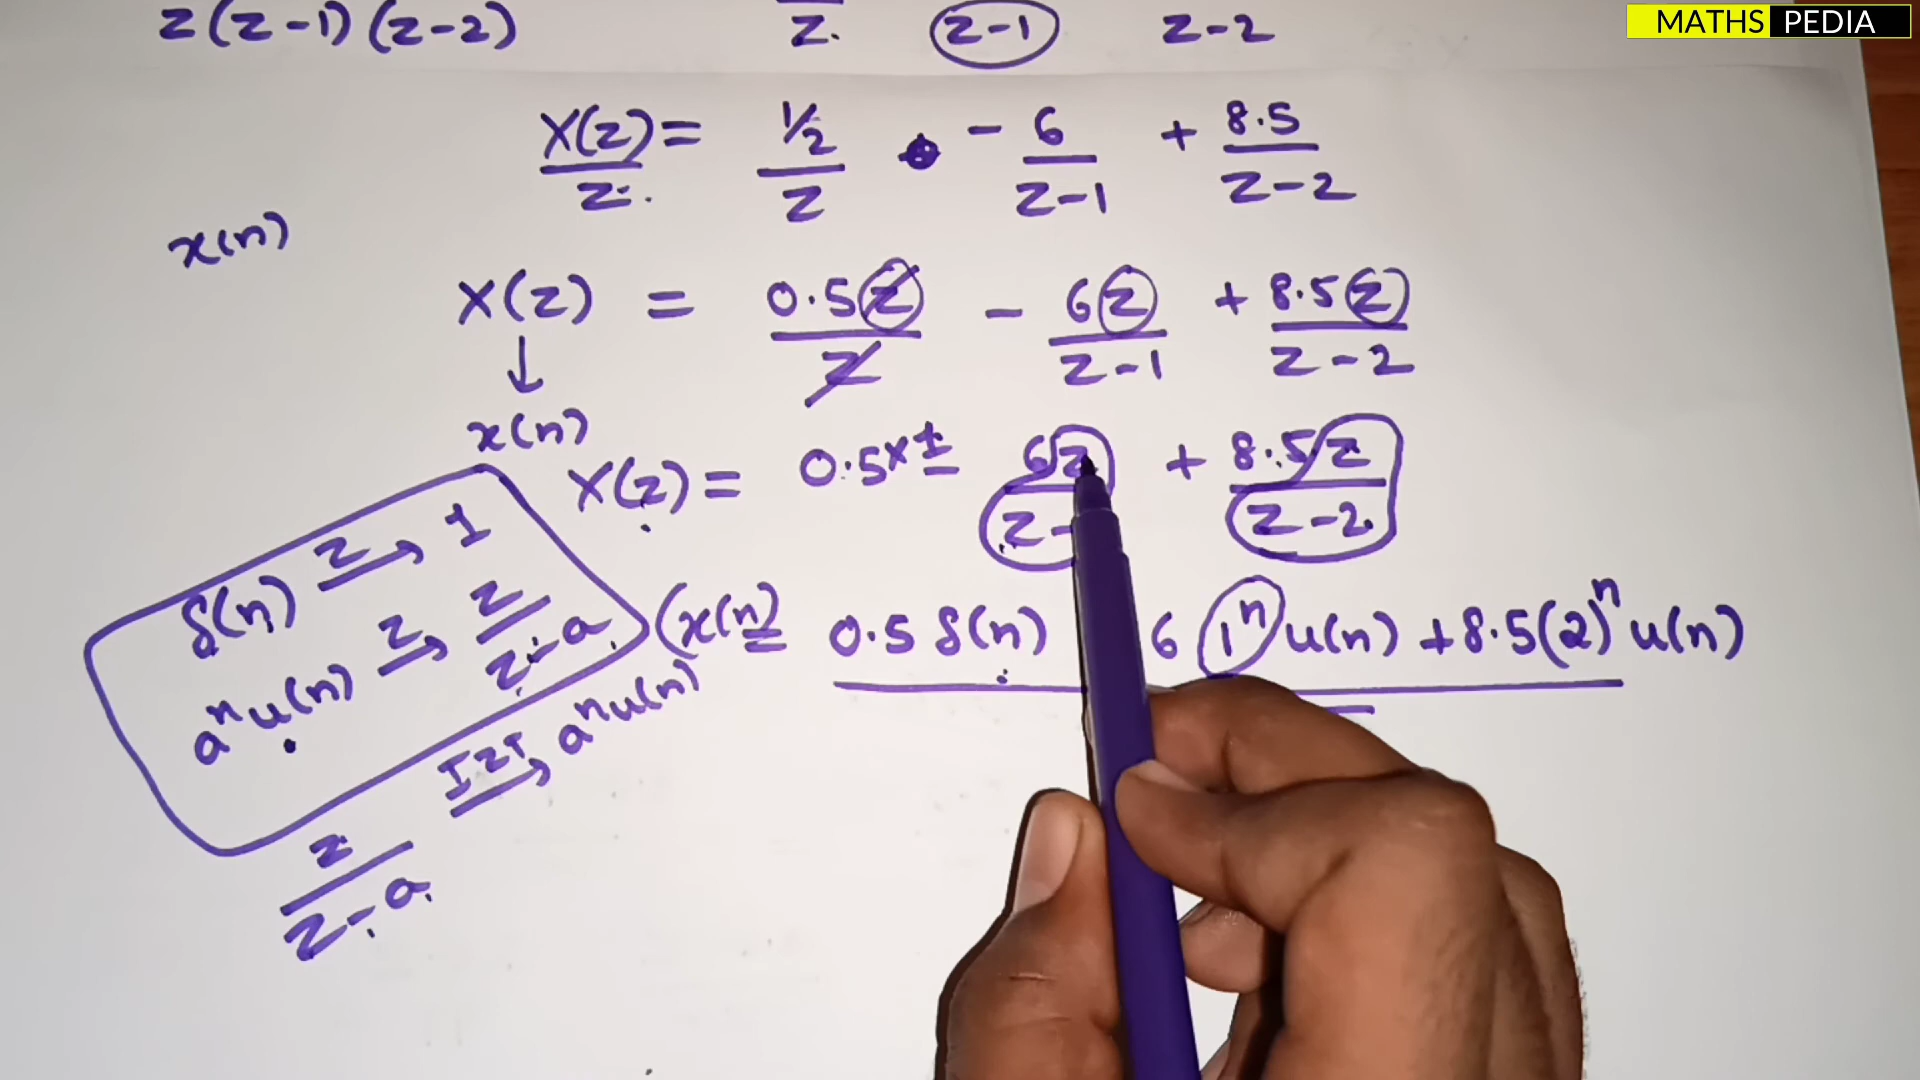 MATHS PEDIA
z(z-1)(z-2) z. z-1 z-2
X(z)/z = 1/2/z - 6/z-1 + 8.5/z-2
x(n)
X(z) = 0.5z/z - 6z/z-1 + 8.5z/z-2
↓
x(n)
X(z) = 0.5×1 - 6z/z- + 8.5z/z-2
δ(n) z→ 1
aⁿu(n) z→ z/z-a
(x(n) = 0.5 δ(n) 6 1ⁿ u(n) + 8.5(2)ⁿ u(n)
z/z-a IZT→ aⁿu(n)